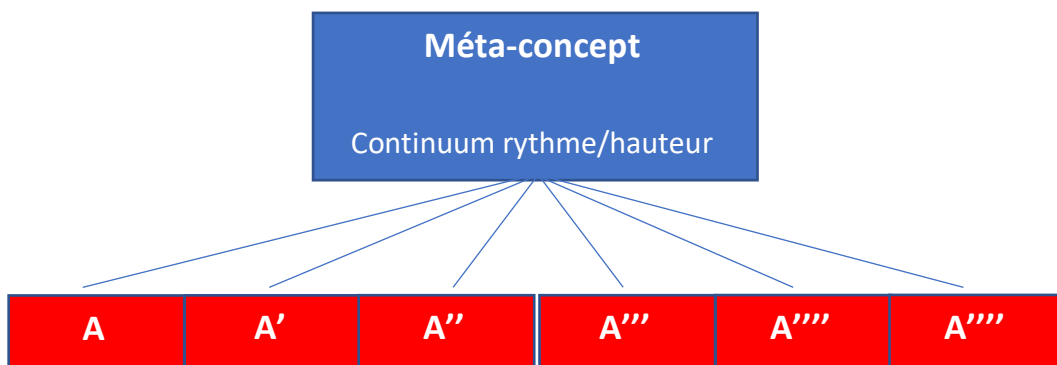 Méta-concept
Continuum rythme/hauteur
A A’ A’’ A’’’ A’’’’ A’’’’